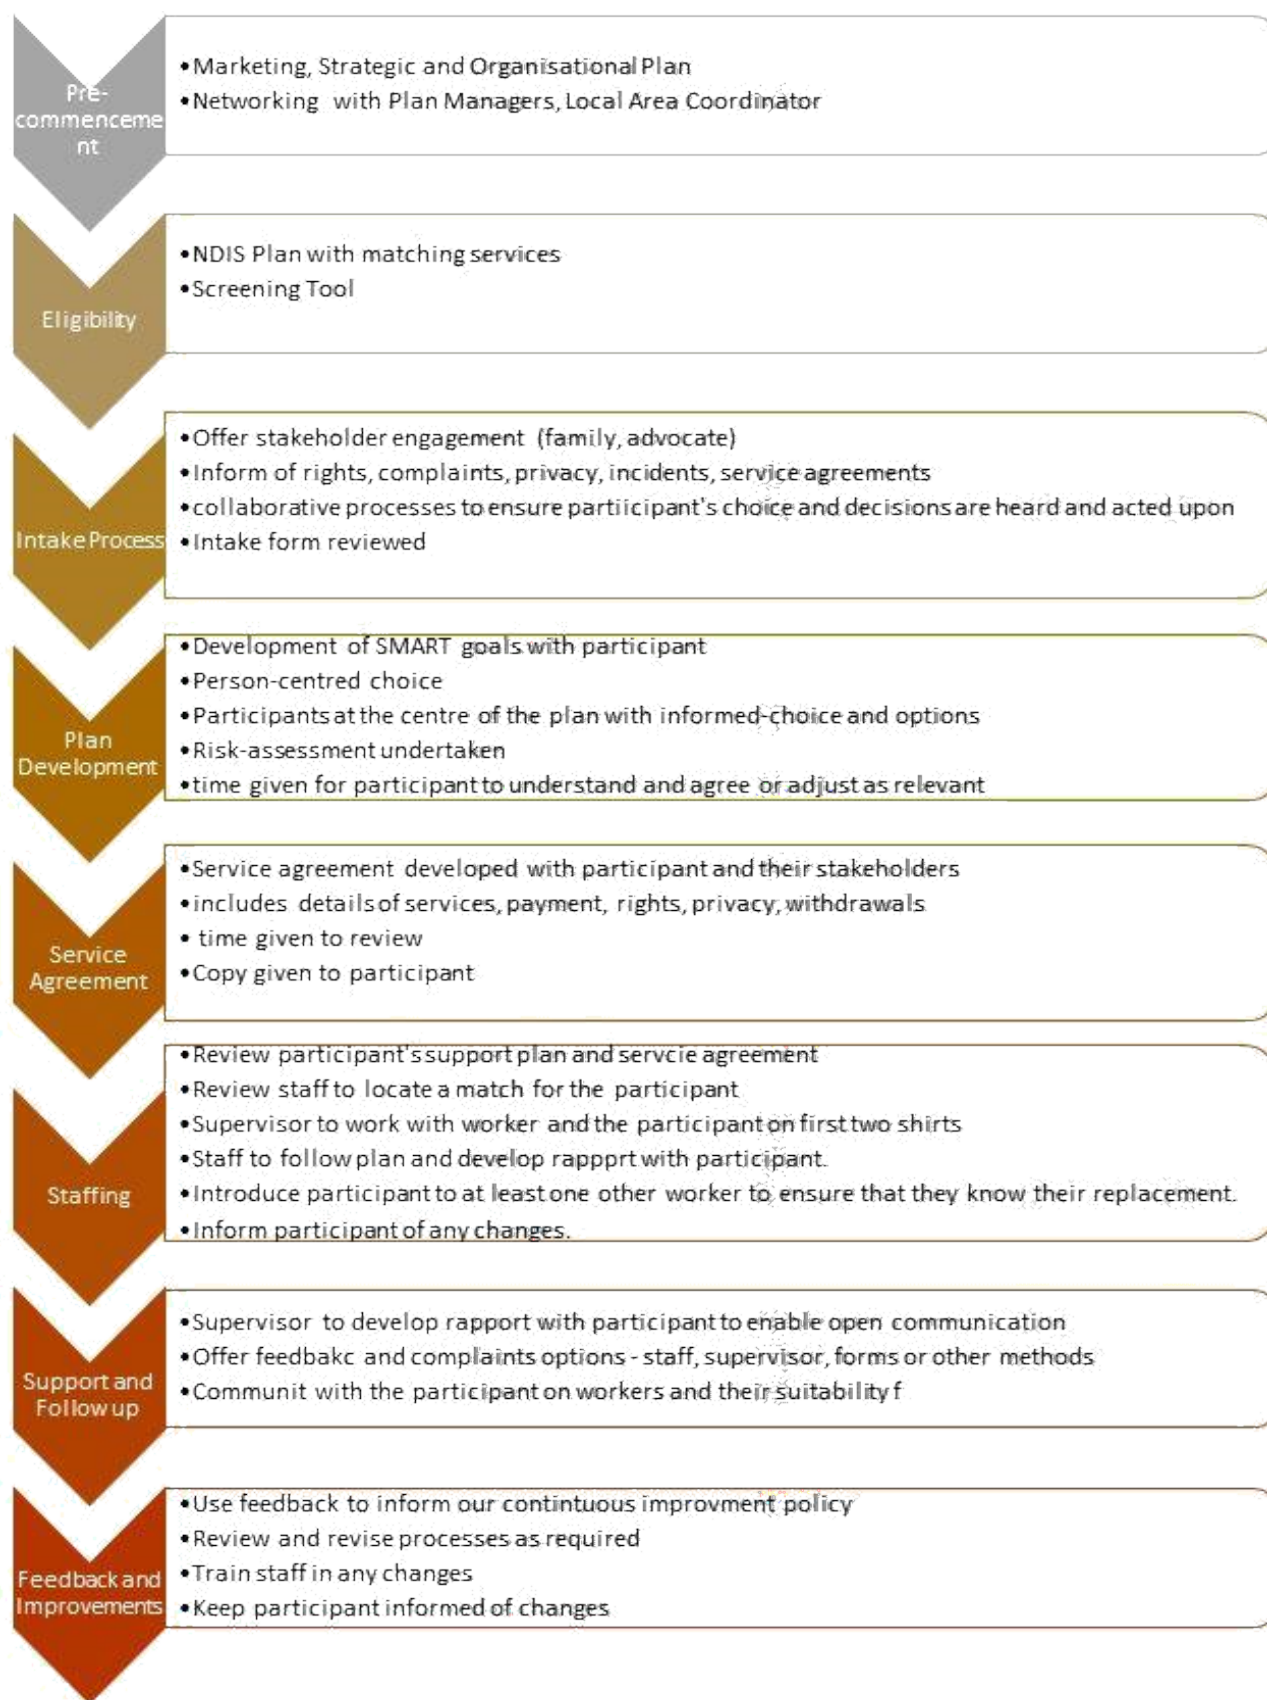 Pre-
commenceme
nt
•Marketing, Strategic and Organisational Plan
•Networking with Plan Managers, Local Area Coordinator
Eligibility
•NDIS Plan with matching services
•Screening Tool
Intake Process
•Offer stakeholder engagement (family, advocate)
•Inform of rights, complaints, privacy, incidents, service agreements
•collaborative processes to ensure partiicipant's choice and decisions are heard and acted upon
•Intake form reviewed
Plan
Development
•Development of SMART goals with participant
•Person-centred choice
•Participants at the centre of the plan with informed-choice and options
•Risk-assessment undertaken
•time given for participant to understand and agree or adjust as relevant
Service
Agreement
•Service agreement developed with participant and their stakeholders
•includes details of services, payment, rights, privacy, withdrawals
• time given to review
•Copy given to participant
Staffing
•Review participant's support plan and servcie agreement
•Review staff to locate a match for the participant
•Supervisor to work with worker and the participant on first two shirts
•Staff to follow plan and develop rappprt with participant.
•Introduce participant to at least one other worker to ensure that they know their replacement.
•Inform participant of any changes.
Support and
Follow up
•Supervisor to develop rapport with participant to enable open communication
•Offer feedbakc and complaints options - staff, supervisor, forms or other methods
•Communit with the participant on workers and their suitability f
Feedback and
Improvements
•Use feedback to inform our contintuous improvment policy
•Review and revise processes as required
•Train staff in any changes
•Keep participant informed of changes